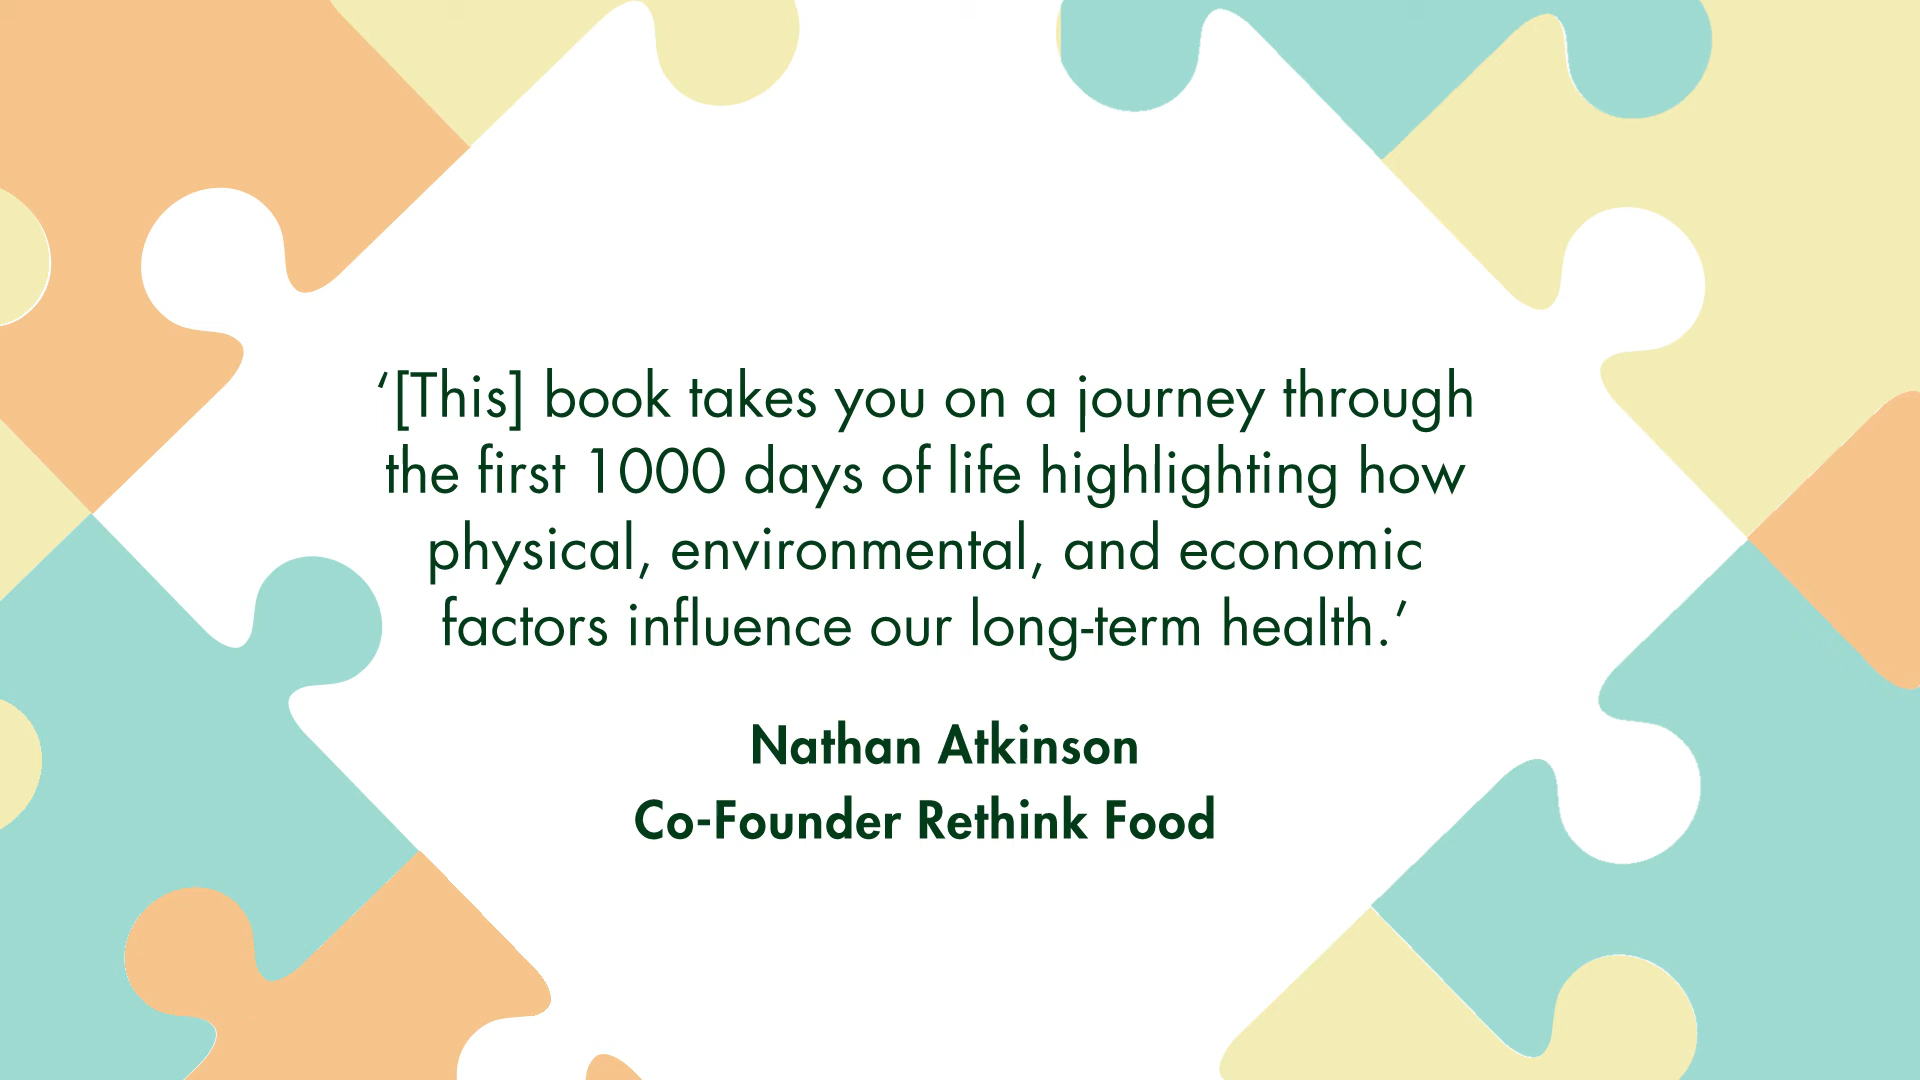 ‘[This] book takes you on a journey through
the first 1000 days of life highlighting how
physical, environmental, and economic
factors influence our long-term health.’
Nathan Atkinson
Co-Founder Rethink Food